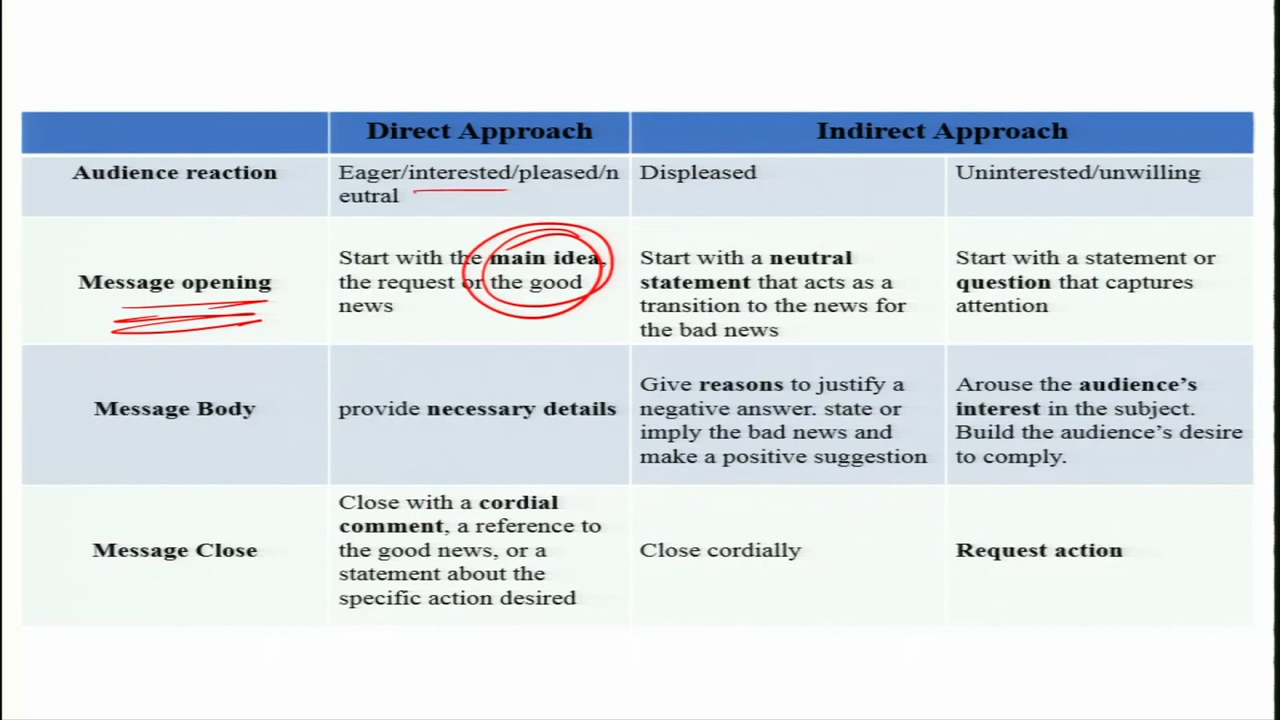 Direct Approach
Indirect Approach
Audience reaction
Eager/interested/pleased/n
eutral
Displeased
Uninterested/unwilling
Message opening
Start with the main idea,
the request or the good
news
Start with a neutral
statement that acts as a
transition to the news for
the bad news
Start with a statement or
question that captures
attention
Message Body
provide necessary details
Give reasons to justify a
negative answer. state or
imply the bad news and
make a positive suggestion
Arouse the audience's
interest in the subject.
Build the audience's desire
to comply.
Message Close
Close with a cordial
comment, a reference to
the good news, or a
statement about the
specific action desired
Close cordially
Request action